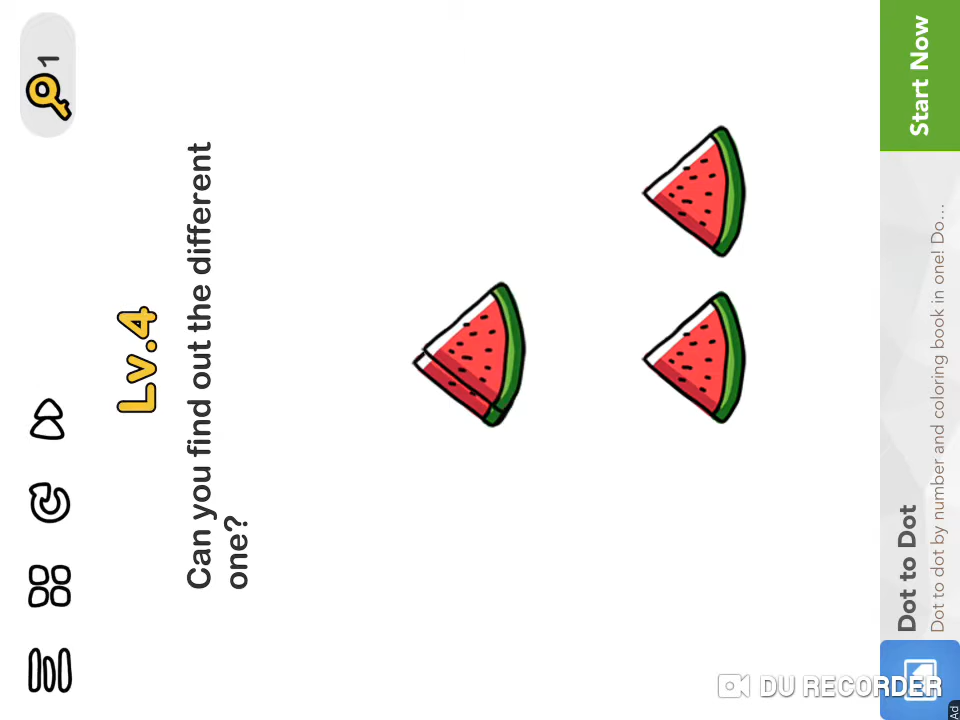 1
Lv.4
Can you find out the different
one?
Dot to Dot
Dot to dot by number and coloring book in one! Do...
Start Now
Ad
DU RECORDER